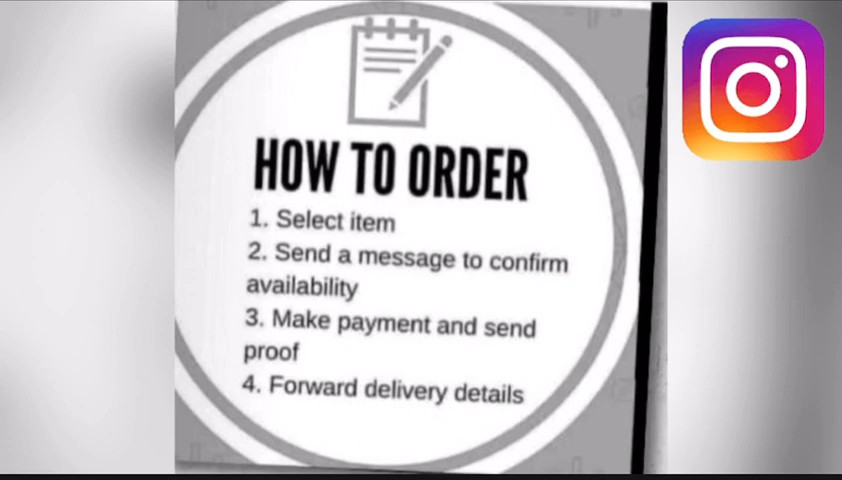 HOW TO ORDER
1. Select item
2. Send a message to confirm
availability
3. Make payment and send
proof
4. Forward delivery details